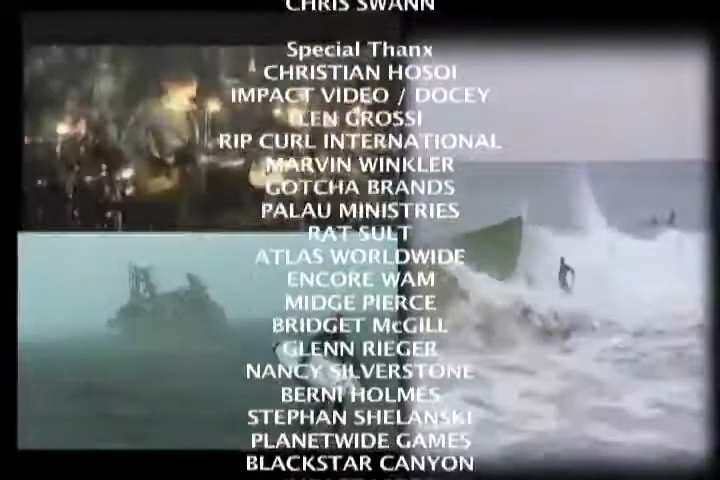 CHRIS SWANN
Special Thanx
CHRISTIAN HOSOI
IMPACT VIDEO / DOCEY
LEN GROSSI
RIP CURL INTERNATIONAL
MARVIN WINKLER
GOTCHA BRANDS
PALAU MINISTRIES
RAT SULT
ATLAS WORLDWIDE
ENCORE WAM
MIDGE PIERCE
BRIDGET McGILL
GLENN RIEGER
NANCY SILVERSTONE
BERNI HOLMES
STEPHAN SHELANSKI
PLANETWIDE GAMES
BLACKSTAR CANYON